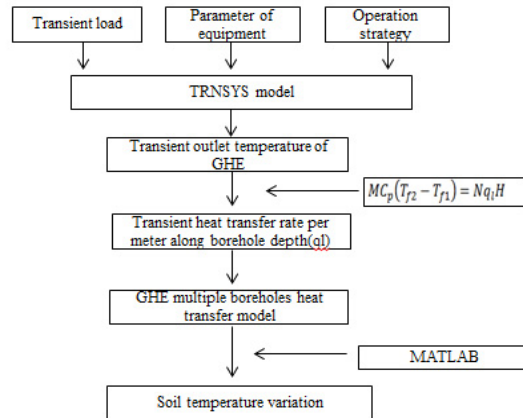 Transient load
Parameter of
equipment
Operation
strategy
TRNSYS model
Transient outlet temperature of
GHE
MCp(Tf2 − Tf1) = NqlH
Transient heat transfer rate per
meter along borehole depth(ql)
GHE multiple boreholes heat
transfer model
MATLAB
Soil temperature variation